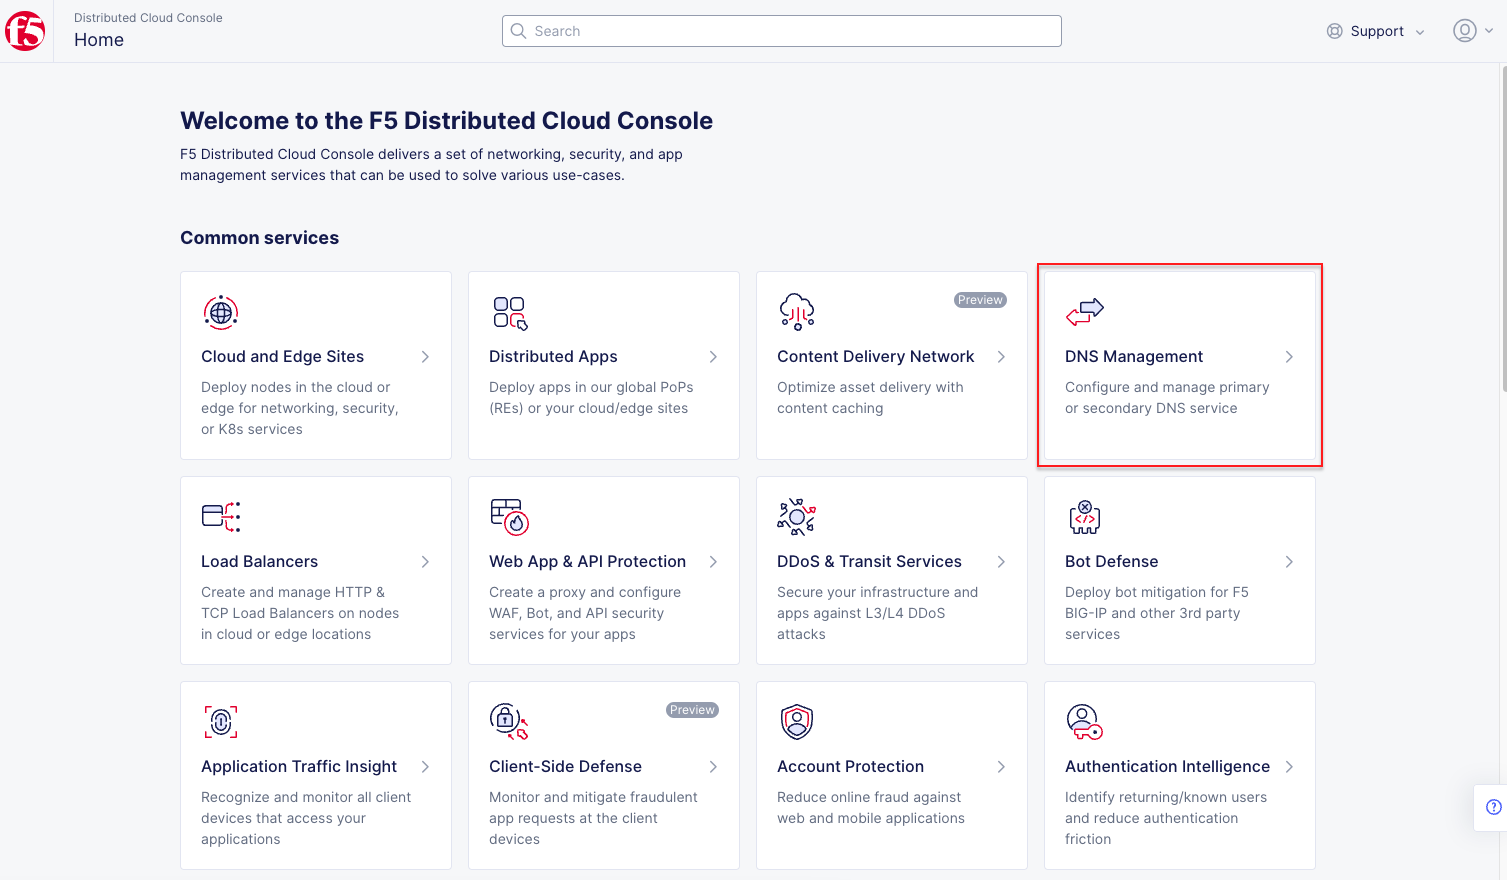 f5
Distributed Cloud Console
Home
Search
Support
Welcome to the F5 Distributed Cloud Console
F5 Distributed Cloud Console delivers a set of networking, security, and app
management services that can be used to solve various use-cases.
Common services
Cloud and Edge Sites
Deploy nodes in the cloud or
edge for networking, security,
or K8s services
Distributed Apps
Deploy apps in our global PoPs
(REs) or your cloud/edge sites
Preview
Content Delivery Network
Optimize asset delivery with
content caching
DNS Management
Configure and manage primary
or secondary DNS service
Load Balancers
Create and manage HTTP &
TCP Load Balancers on nodes
in cloud or edge locations
Web App & API Protection
Create a proxy and configure
WAF, Bot, and API security
services for your apps
DDoS & Transit Services
Secure your infrastructure and
apps against L3/L4 DDoS
attacks
Bot Defense
Deploy bot mitigation for F5
BIG-IP and other 3rd party
services
Application Traffic Insight
Recognize and monitor all client
devices that access your
applications
Preview
Client-Side Defense
Monitor and mitigate fraudulent
app requests at the client
devices
Account Protection
Reduce online fraud against
web and mobile applications
Authentication Intelligence
Identify returning/known users
and reduce authentication
friction